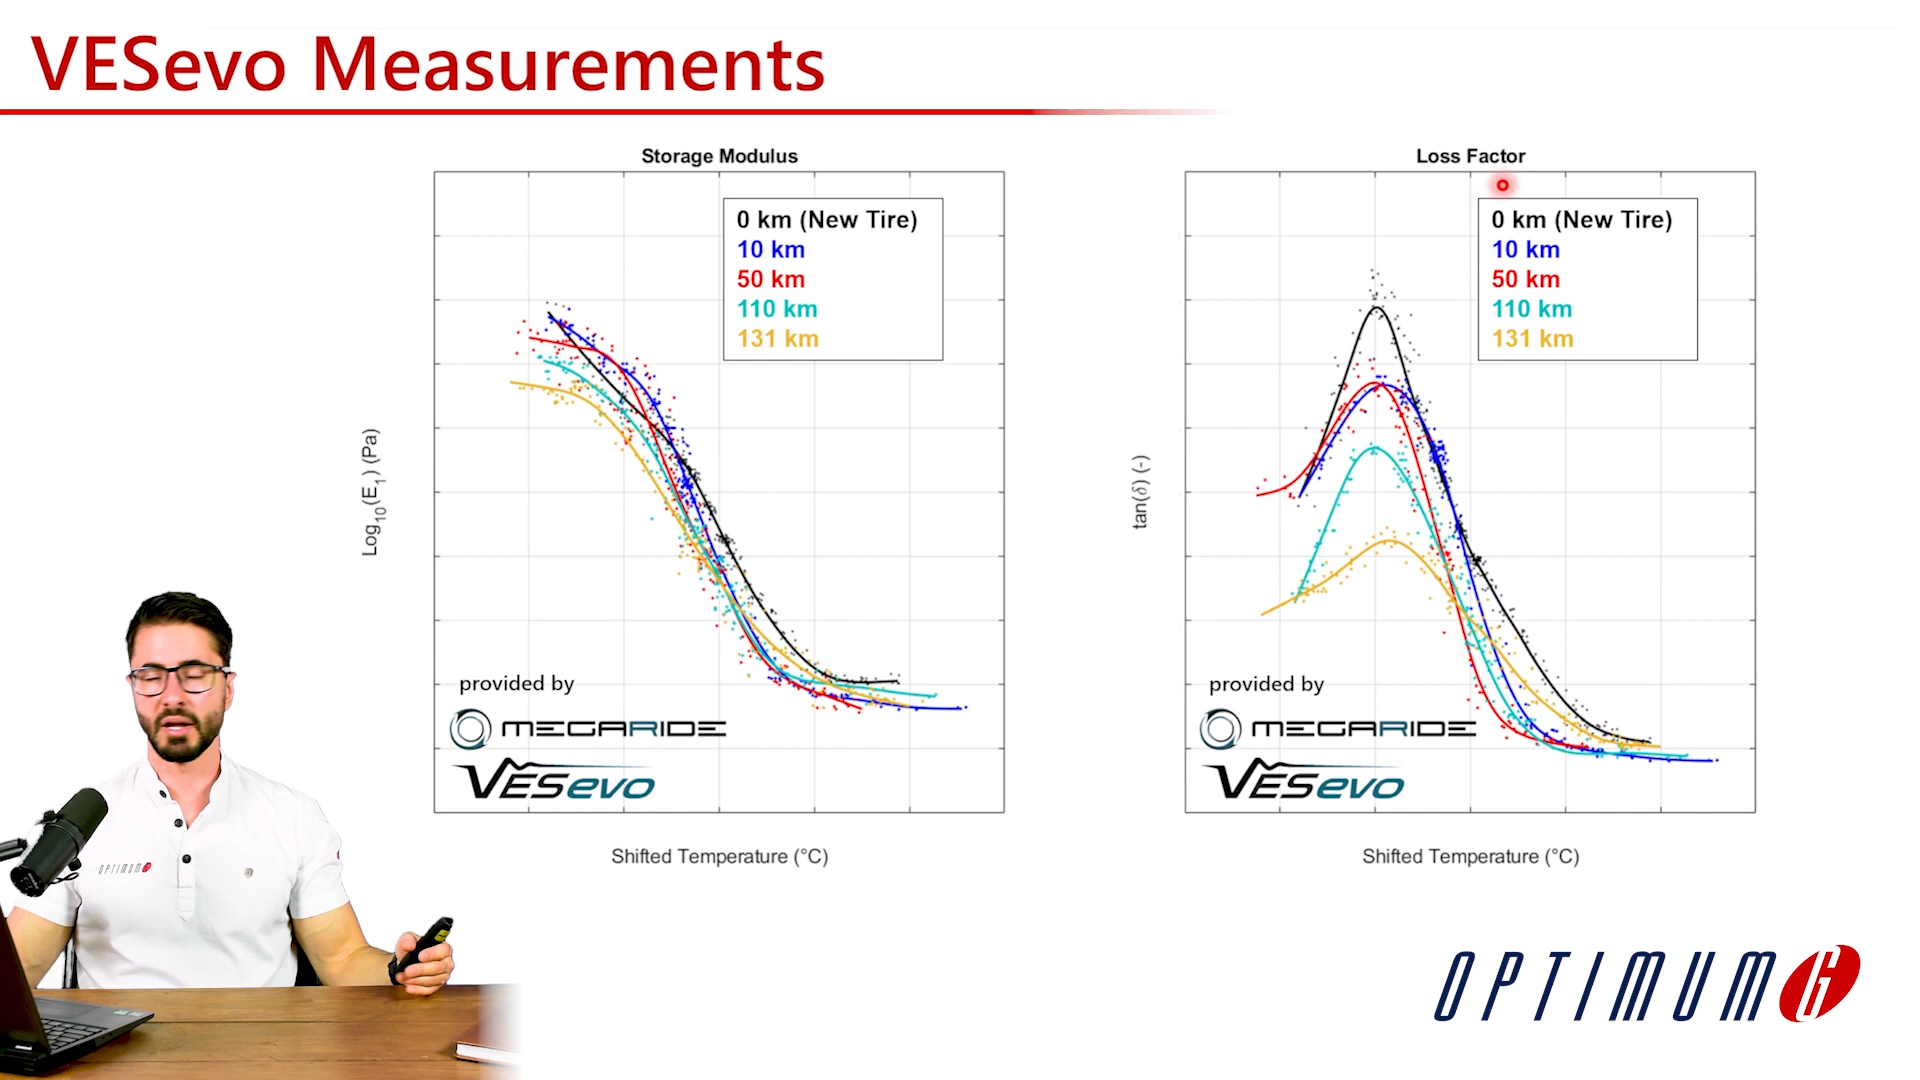 VESevo Measurements
Storage Modulus
0 km (New Tire)
10 km
50 km
110 km
131 km
Log10(E1) (Pa)
provided by
MEGARIDE
VESevo
Shifted Temperature (°C)
Loss Factor
0 km (New Tire)
10 km
50 km
110 km
131 km
tan(δ) (-)
provided by
MEGARIDE
VESevo
Shifted Temperature (°C)
OPTIMUM
OPTIMUM G